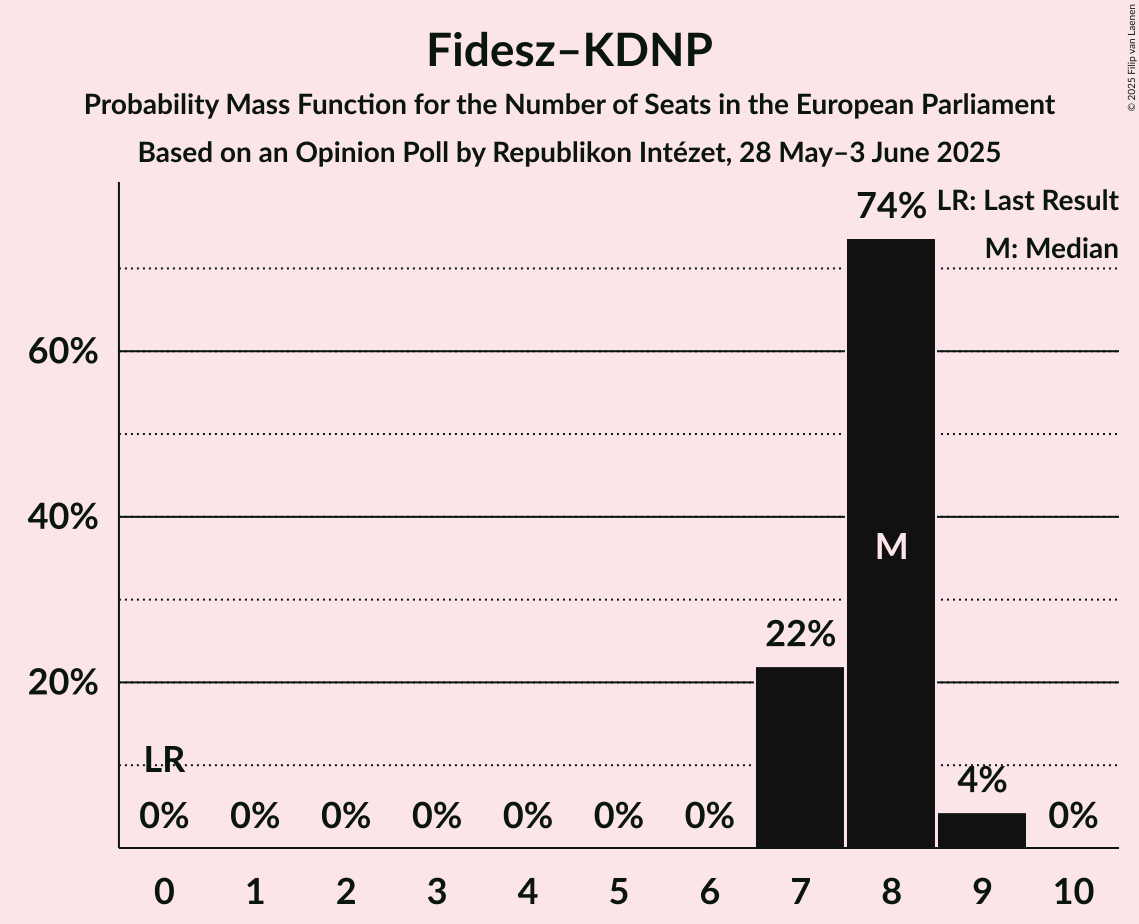 Fidesz–KDNP
Probability Mass Function for the Number of Seats in the European Parliament
Based on an Opinion Poll by Republikon Intézet, 28 May–3 June 2025
© 2025 Filip van Laenen
LR: Last Result
M: Median
74%
60%
40%
M
22%
20%
LR
4%
0% 0% 0% 0% 0% 0% 0% 0%
0 1 2 3 4 5 6 7 8 9 10